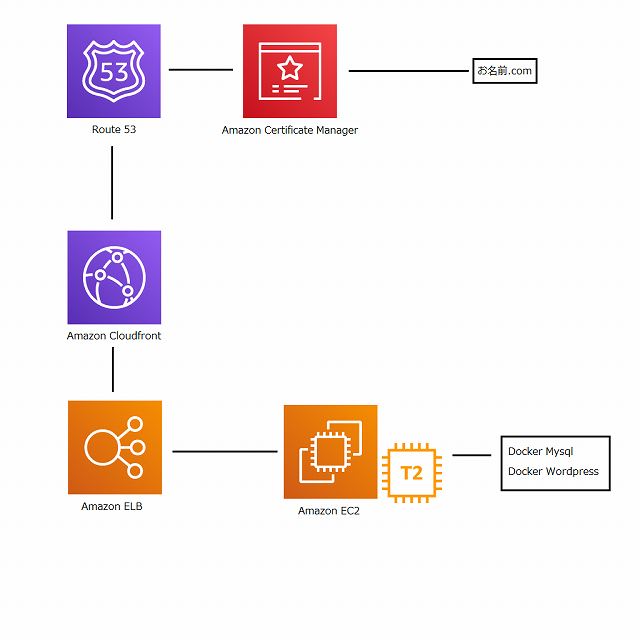 53
Route 53
Amazon Certificate Manager
お名前.com
Amazon Cloudfront
Amazon ELB
T2
Amazon EC2
Docker Mysql
Docker Wordpress